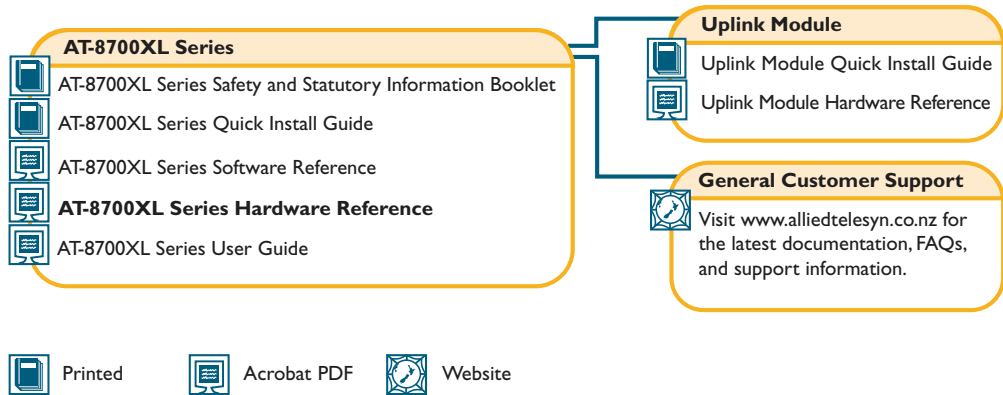 AT-8700XL Series
AT-8700XL Series Safety and Statutory Information Booklet
AT-8700XL Series Quick Install Guide
AT-8700XL Series Software Reference
AT-8700XL Series Hardware Reference
AT-8700XL Series User Guide
Uplink Module
Uplink Module Quick Install Guide
Uplink Module Hardware Reference
General Customer Support
Visit www.alliedtelesyn.co.nz for
the latest documentation, FAQs,
and support information.
Printed
Acrobat PDF
Website